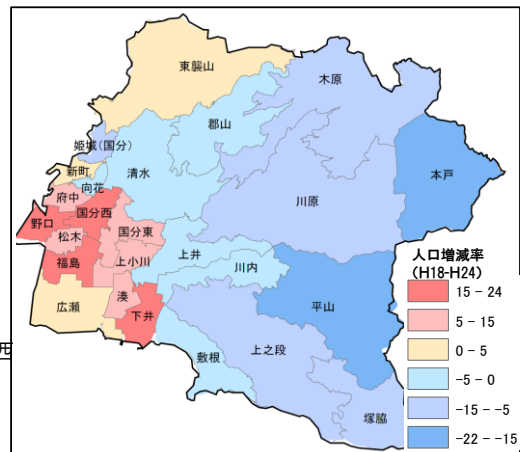 東襲山
木原
郡山
姫城(国分)
新町
向花
清水
本戸
府中
国分西
川原
野口
国分東
松木
上井
福島
上小川
川内
湊
広瀬
下井
平山
敷根
上之段
塚脇
元
人口増減率
(H18-H24)
15 - 24
5 - 15
0 - 5
-5 - 0
-15 - -5
-22 - -15